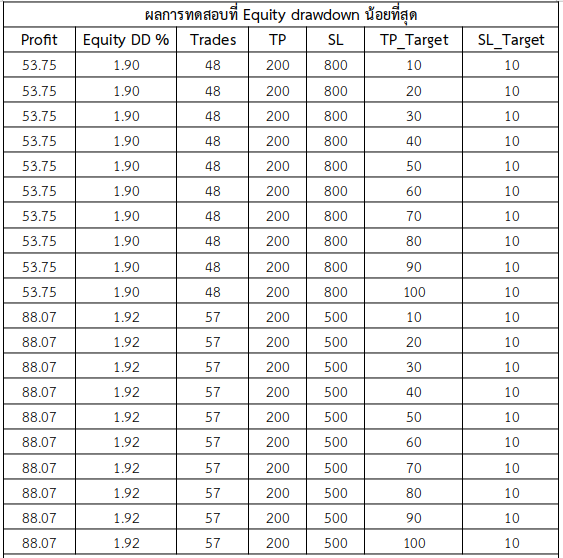 ผลการทดสอบที่ Equity drawdown น้อยที่สุด
Profit Equity DD % Trades TP SL TP_Target SL_Target
53.75 1.90 48 200 800 10 10
53.75 1.90 48 200 800 20 10
53.75 1.90 48 200 800 30 10
53.75 1.90 48 200 800 40 10
53.75 1.90 48 200 800 50 10
53.75 1.90 48 200 800 60 10
53.75 1.90 48 200 800 70 10
53.75 1.90 48 200 800 80 10
53.75 1.90 48 200 800 90 10
53.75 1.90 48 200 800 100 10
88.07 1.92 57 200 500 10 10
88.07 1.92 57 200 500 20 10
88.07 1.92 57 200 500 30 10
88.07 1.92 57 200 500 40 10
88.07 1.92 57 200 500 50 10
88.07 1.92 57 200 500 60 10
88.07 1.92 57 200 500 70 10
88.07 1.92 57 200 500 80 10
88.07 1.92 57 200 500 90 10
88.07 1.92 57 200 500 100 10